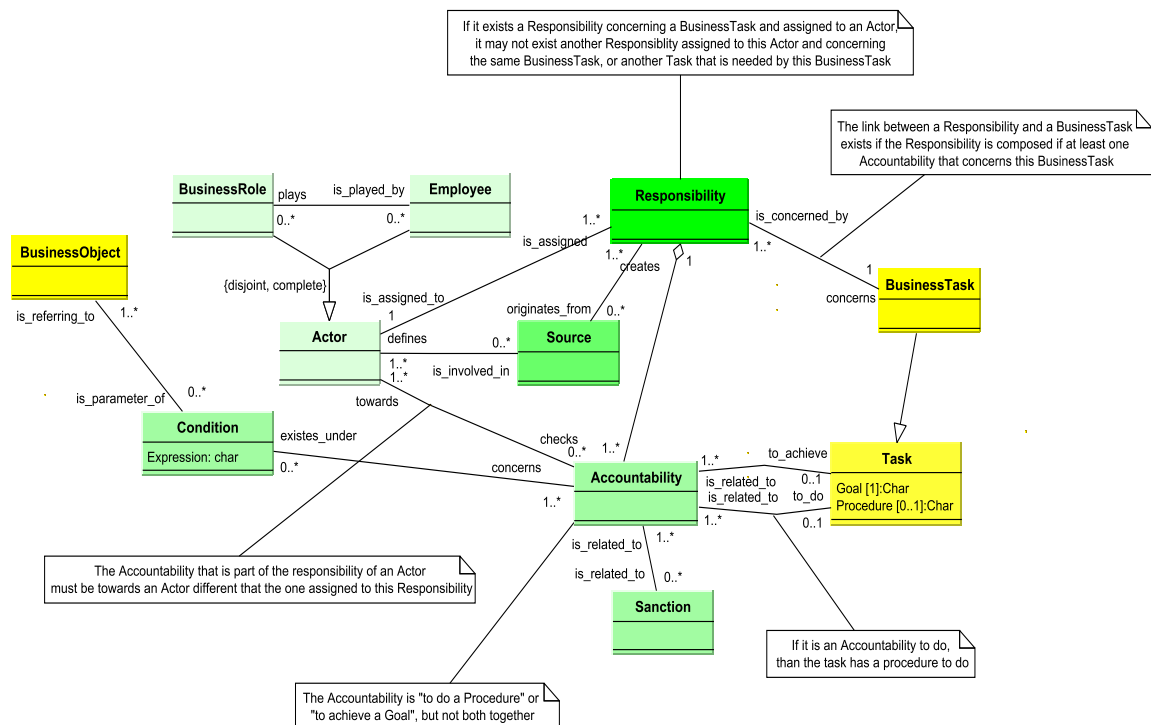 If it exists a Responsibility concerning a BusinessTask and assigned to an Actor,
it may not exist another Responsiblity assigned to this Actor and concerning
the same BusinessTask, or another Task that is needed by this BusinessTask
The link between a Responsibility and a BusinessTask
exists if the Responsibility is composed if at least one
Accountability that concerns this BusinessTask
BusinessRole
plays
is_played_by
Employee
0..*
0..*
Responsibility
is_concerned_by
1..*
1..*
is_assigned
1..*
creates
1
BusinessObject
is_referring_to
1..*
{disjoint, complete}
1
concerns
BusinessTask
is_assigned_to
1
originates_from
0..*
Actor
defines
0..*
Source
1..*
is_involved_in
1..*
towards
is_parameter_of
0..*
Condition
Expression: char
existes_under
0..*
checks
0..*
concerns
1..*
1..*
Accountability
1..*
to_achieve
is_related_to
0..1
is_related_to
to_do
1..*
0..1
Task
Goal [1]:Char
Procedure [0..1]:Char
is_related_to
1..*
is_related_to
0..*
Sanction
The Accountability that is part of the responsibility of an Actor
must be towards an Actor different that the one assigned to this Responsibility
If it is an Accountability to do,
than the task has a procedure to do
The Accountability is "to do a Procedure" or
"to achieve a Goal", but not both together